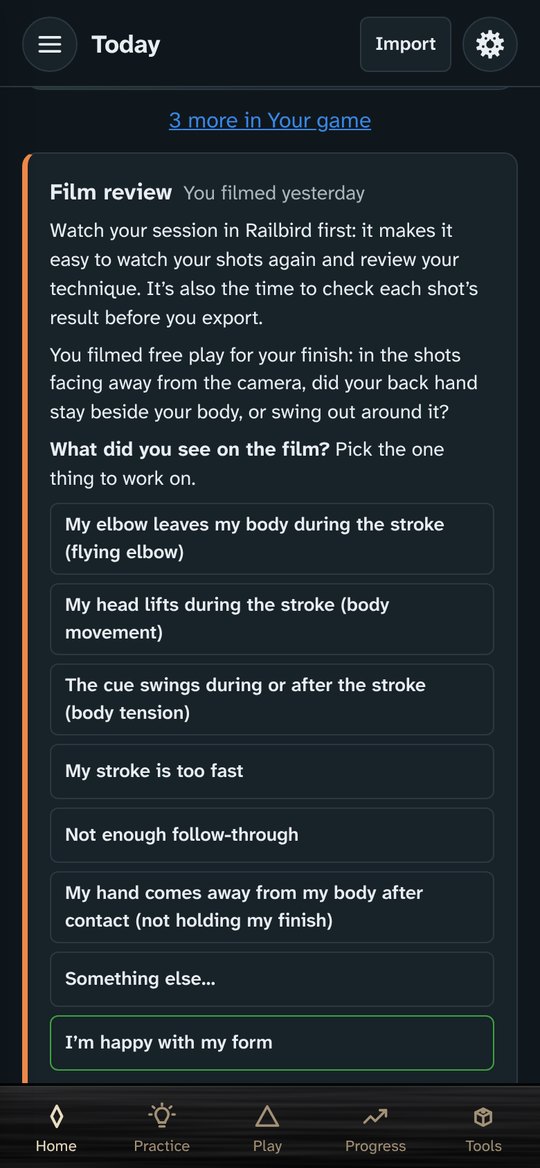 Today
Import
3 more in Your game
Film review You filmed yesterday
Watch your session in Railbird first: it makes it
easy to watch your shots again and review your
technique. It’s also the time to check each shot’s
result before you export.
You filmed free play for your finish: in the shots
facing away from the camera, did your back hand
stay beside your body, or swing out around it?
What did you see on the film? Pick the one
thing to work on.
My elbow leaves my body during the stroke
(flying elbow)
My head lifts during the stroke (body
movement)
The cue swings during or after the stroke
(body tension)
My stroke is too fast
Not enough follow-through
My hand comes away from my body after
contact (not holding my finish)
Something else…
I’m happy with my form
Home Practice Play Progress Tools